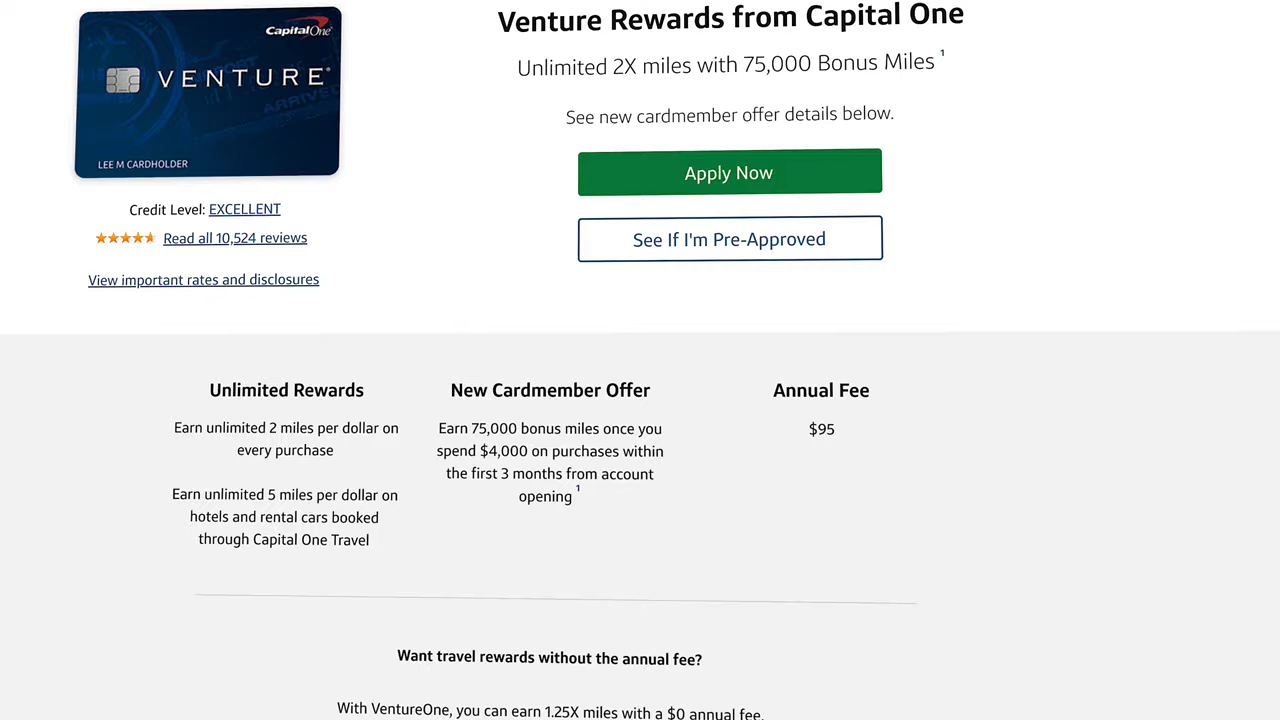 Capital One
VENTURE®
LEE M CARDHOLDER
Credit Level: EXCELLENT
Read all 10,524 reviews
View important rates and disclosures
Venture Rewards from Capital One
Unlimited 2X miles with 75,000 Bonus Miles 1
See new cardmember offer details below.
Apply Now
See If I'm Pre-Approved
Unlimited Rewards
Earn unlimited 2 miles per dollar on
every purchase
Earn unlimited 5 miles per dollar on
hotels and rental cars booked
through Capital One Travel
New Cardmember Offer
Earn 75,000 bonus miles once you
spend $4,000 on purchases within
the first 3 months from account
opening 1
Annual Fee
$95
Want travel rewards without the annual fee?
With VentureOne, you can earn 1.25X miles with a $0 annual fee.